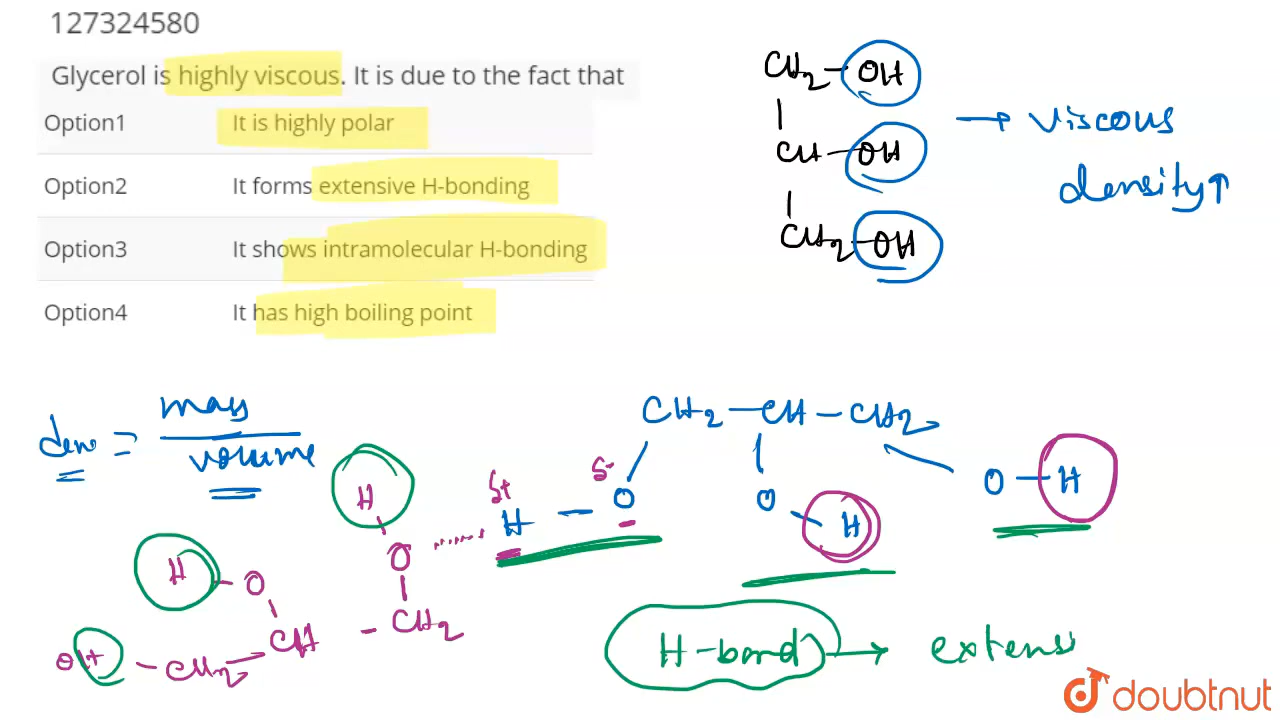 127324580
Glycerol is highly viscous. It is due to the fact that
Option1 It is highly polar
Option2 It forms extensive H-bonding
Option3 It shows intramolecular H-bonding
Option4 It has high boiling point
CH2-OH
CH-OH
CH2-OH
→ viscous
density↑
den = mass
volume
CH2-CH-CH2
O
H
O
H
O-H
δ+
δ-
H
O
H
O
CH
CH2
OH
CH2
H-bond → extensi
doubtnut